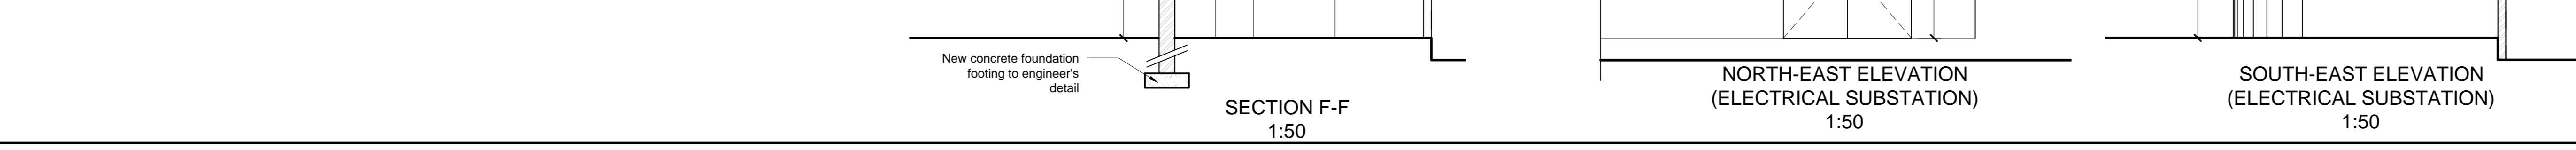 New concrete foundation
footing to engineer's
detail
SECTION F-F
1:50
NORTH-EAST ELEVATION
(ELECTRICAL SUBSTATION)
1:50
SOUTH-EAST ELEVATION
(ELECTRICAL SUBSTATION)
1:50